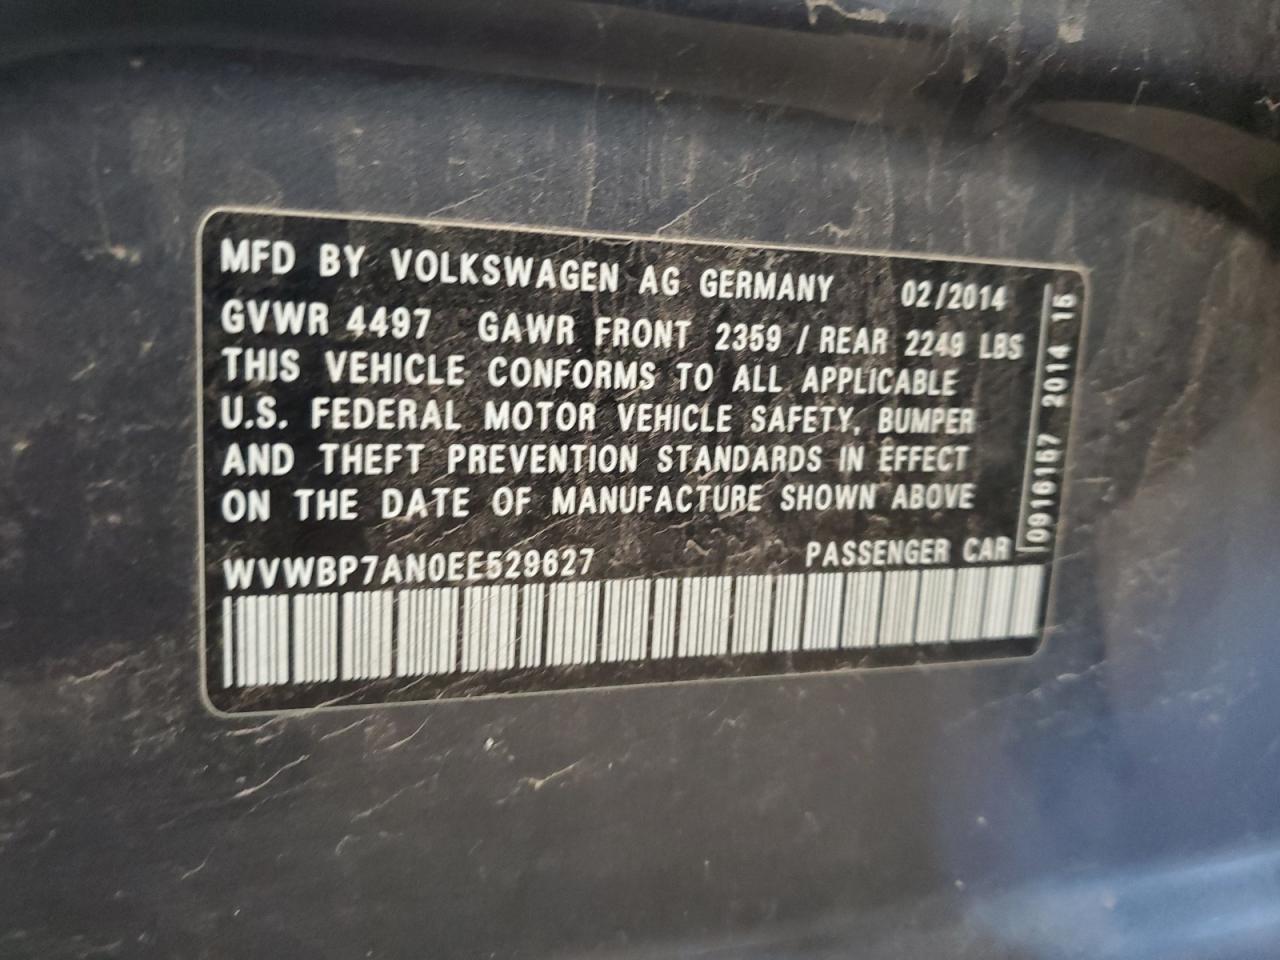 MFD BY VOLKSWAGEN AG GERMANY 02/2014
GVWR 4497 GAWR FRONT 2359 / REAR 2249 LBS
THIS VEHICLE CONFORMS TO ALL APPLICABLE
U.S. FEDERAL MOTOR VEHICLE SAFETY, BUMPER
AND THEFT PREVENTION STANDARDS IN EFFECT
ON THE DATE OF MANUFACTURE SHOWN ABOVE
WVWBP7AN0EE529627 PASSENGER CAR
0916167 2014 16